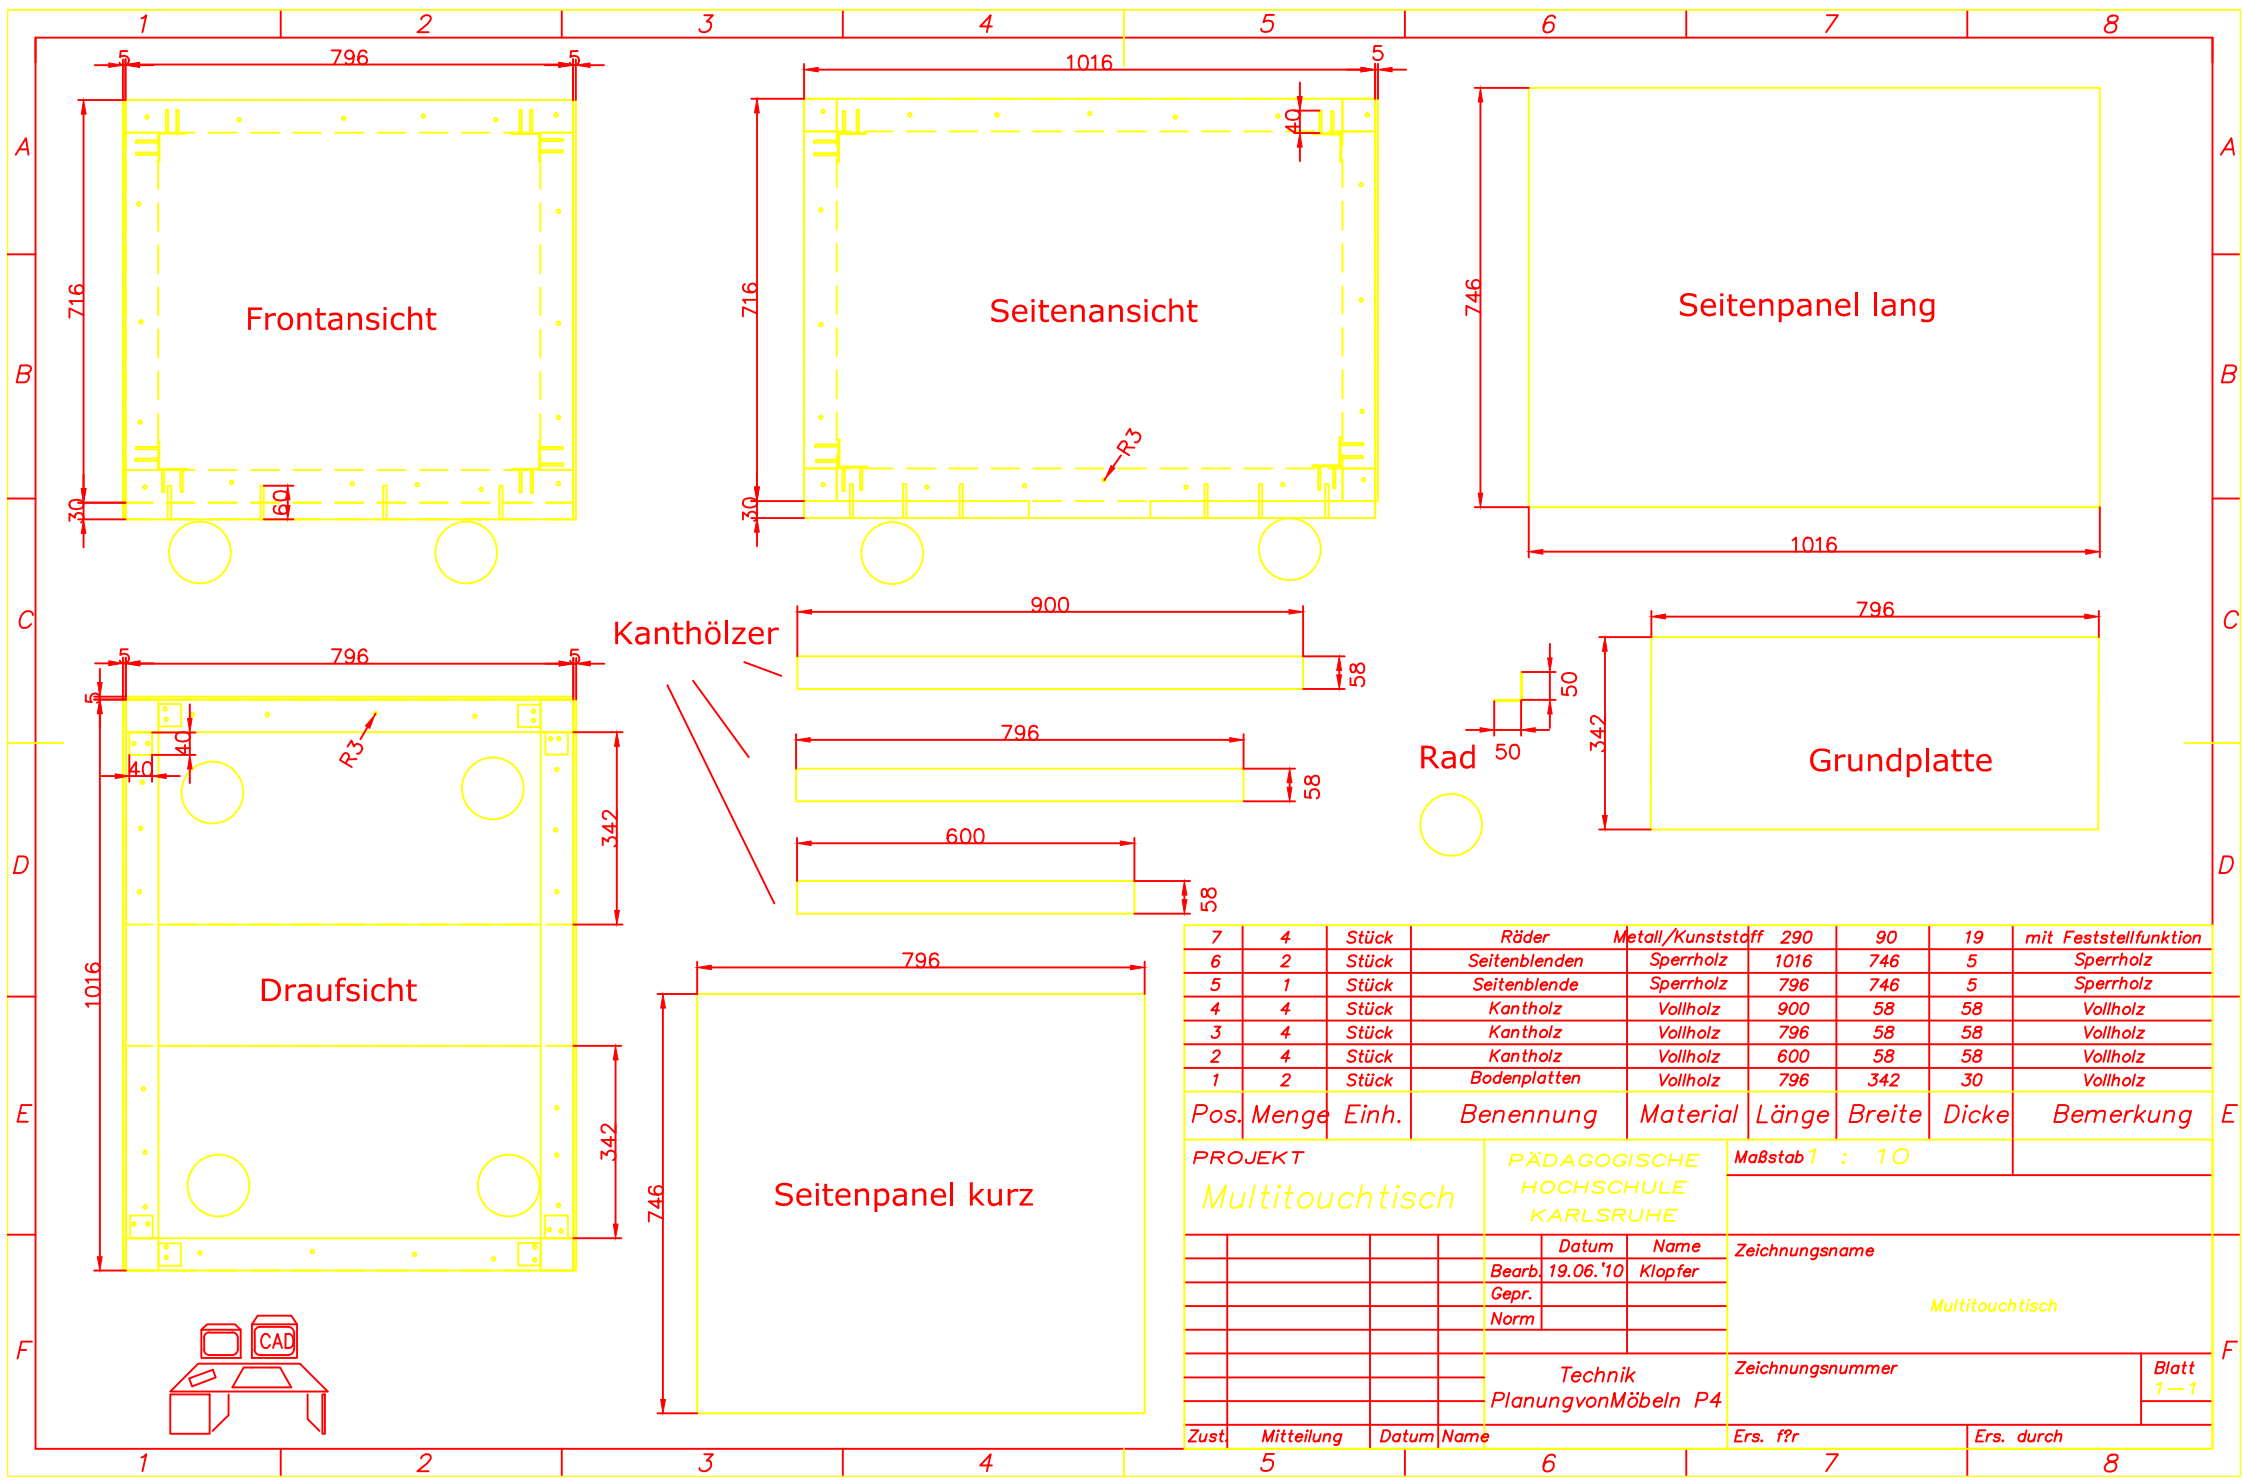 1 2 3 4 5 6 7 8
A A
B B
C C
D D
E E
F F
5 796 5
716
30
60
Frontansicht
1016 5
40
716
30
R3
Seitenansicht
746
Seitenpanel lang
1016
Kanthölzer
900
58
796
58
600
58
50
50
Rad
796
342
Grundplatte
5 796 5
5
40
40
R3
342
1016
Draufsicht
342
796
746
Seitenpanel kurz
CAD
7 4 Stück Räder Metall/Kunststoff 290 90 19 mit Feststellfunktion
6 2 Stück Seitenblenden Sperrholz 1016 746 5 Sperrholz
5 1 Stück Seitenblende Sperrholz 796 746 5 Sperrholz
4 4 Stück Kantholz Vollholz 900 58 58 Vollholz
3 4 Stück Kantholz Vollholz 796 58 58 Vollholz
2 4 Stück Kantholz Vollholz 600 58 58 Vollholz
1 2 Stück Bodenplatten Vollholz 796 342 30 Vollholz
Pos. Menge Einh. Benennung Material Länge Breite Dicke Bemerkung
PROJEKT
Multitouchtisch
PÄDAGOGISCHE
HOCHSCHULE
KARLSRUHE
Maßstab 1 : 10
Datum Name
Bearb. 19.06.'10 Klopfer
Gepr.
Norm
Zeichnungsname
Multitouchtisch
Technik
PlanungvonMöbeln P4
Zeichnungsnummer
Blatt
1-1
Zust. Mitteilung Datum Name
Ers. f?r
Ers. durch
1 2 3 4 5 6 7 8